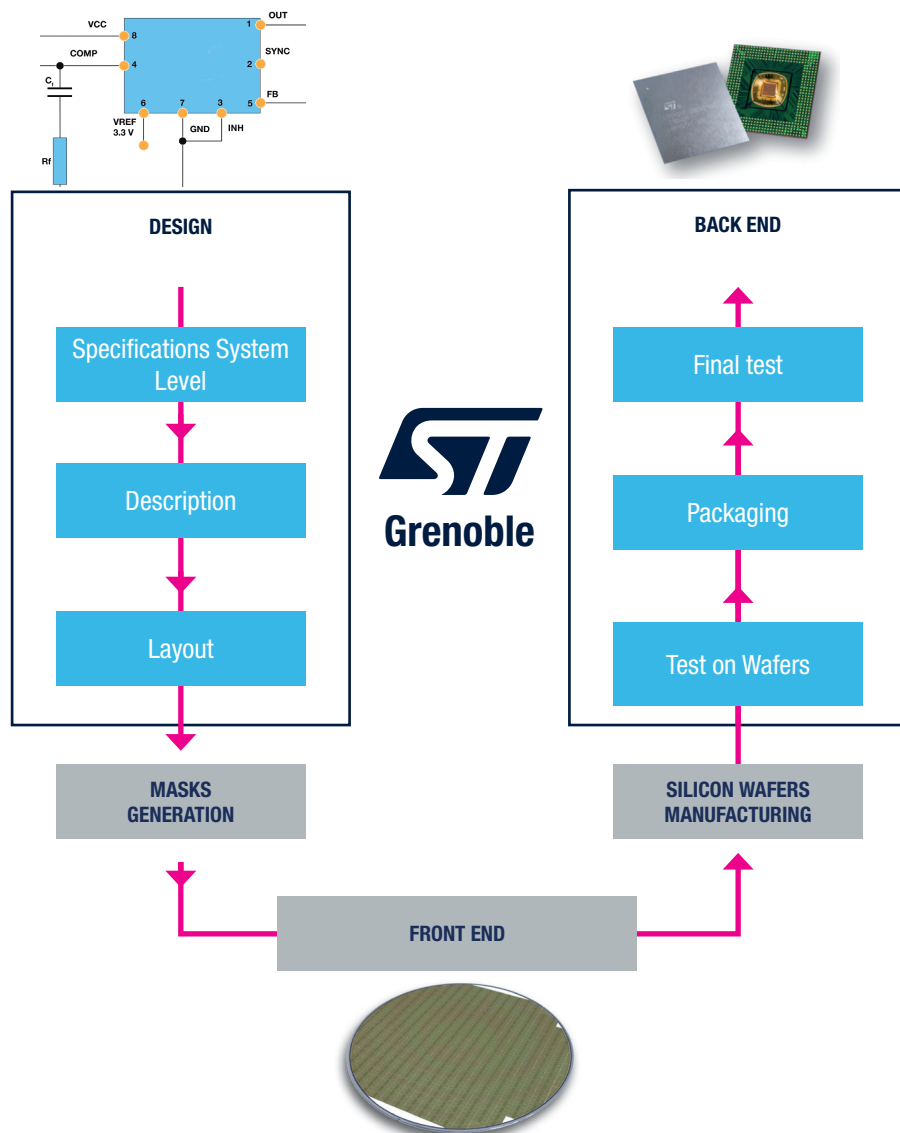 OUT
1
VCC
8
SYNC
2
COMP
4
Ci
FB
5
6
7
3
VREF
3.3 V
GND
INH
Rf
DESIGN
BACK END
Specifications System
Level
Final test
ST
Grenoble
Description
Packaging
Layout
Test on Wafers
MASKS
GENERATION
SILICON WAFERS
MANUFACTURING
FRONT END